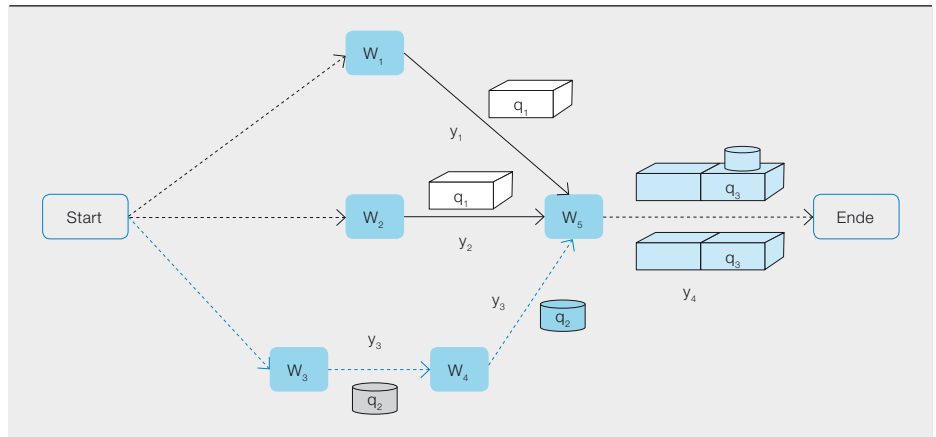 W₁
q₁
y₁
q₁
q₃
Start
W₂
W₅
Ende
y₂
q₃
y₃
y₄
q₂
y₃
W₃
W₄
q₂